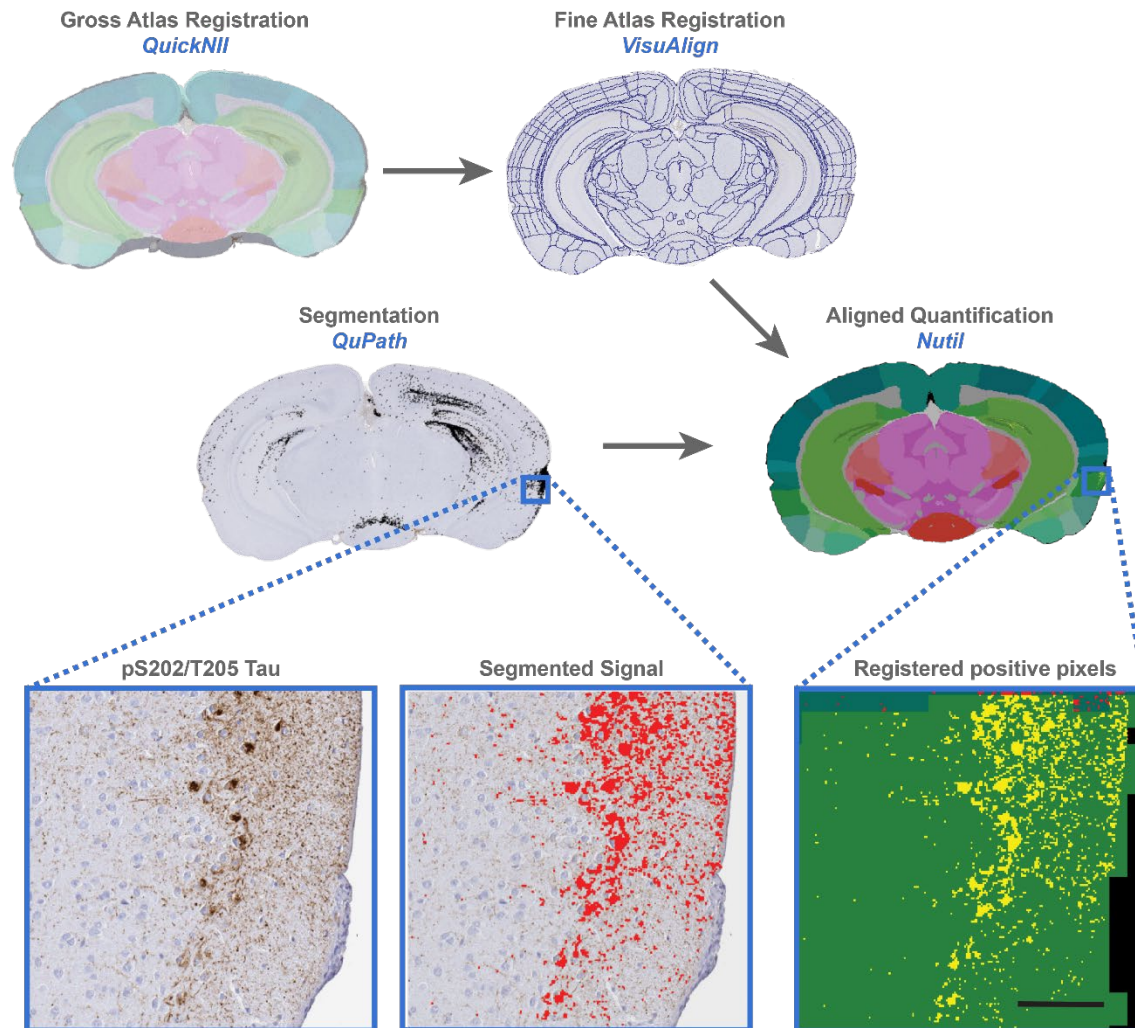 Gross Atlas Registration
QuickNII
Fine Atlas Registration
VisuAlign
Segmentation
QuPath
Aligned Quantification
Nutil
pS202/T205 Tau
Segmented Signal
Registered positive pixels